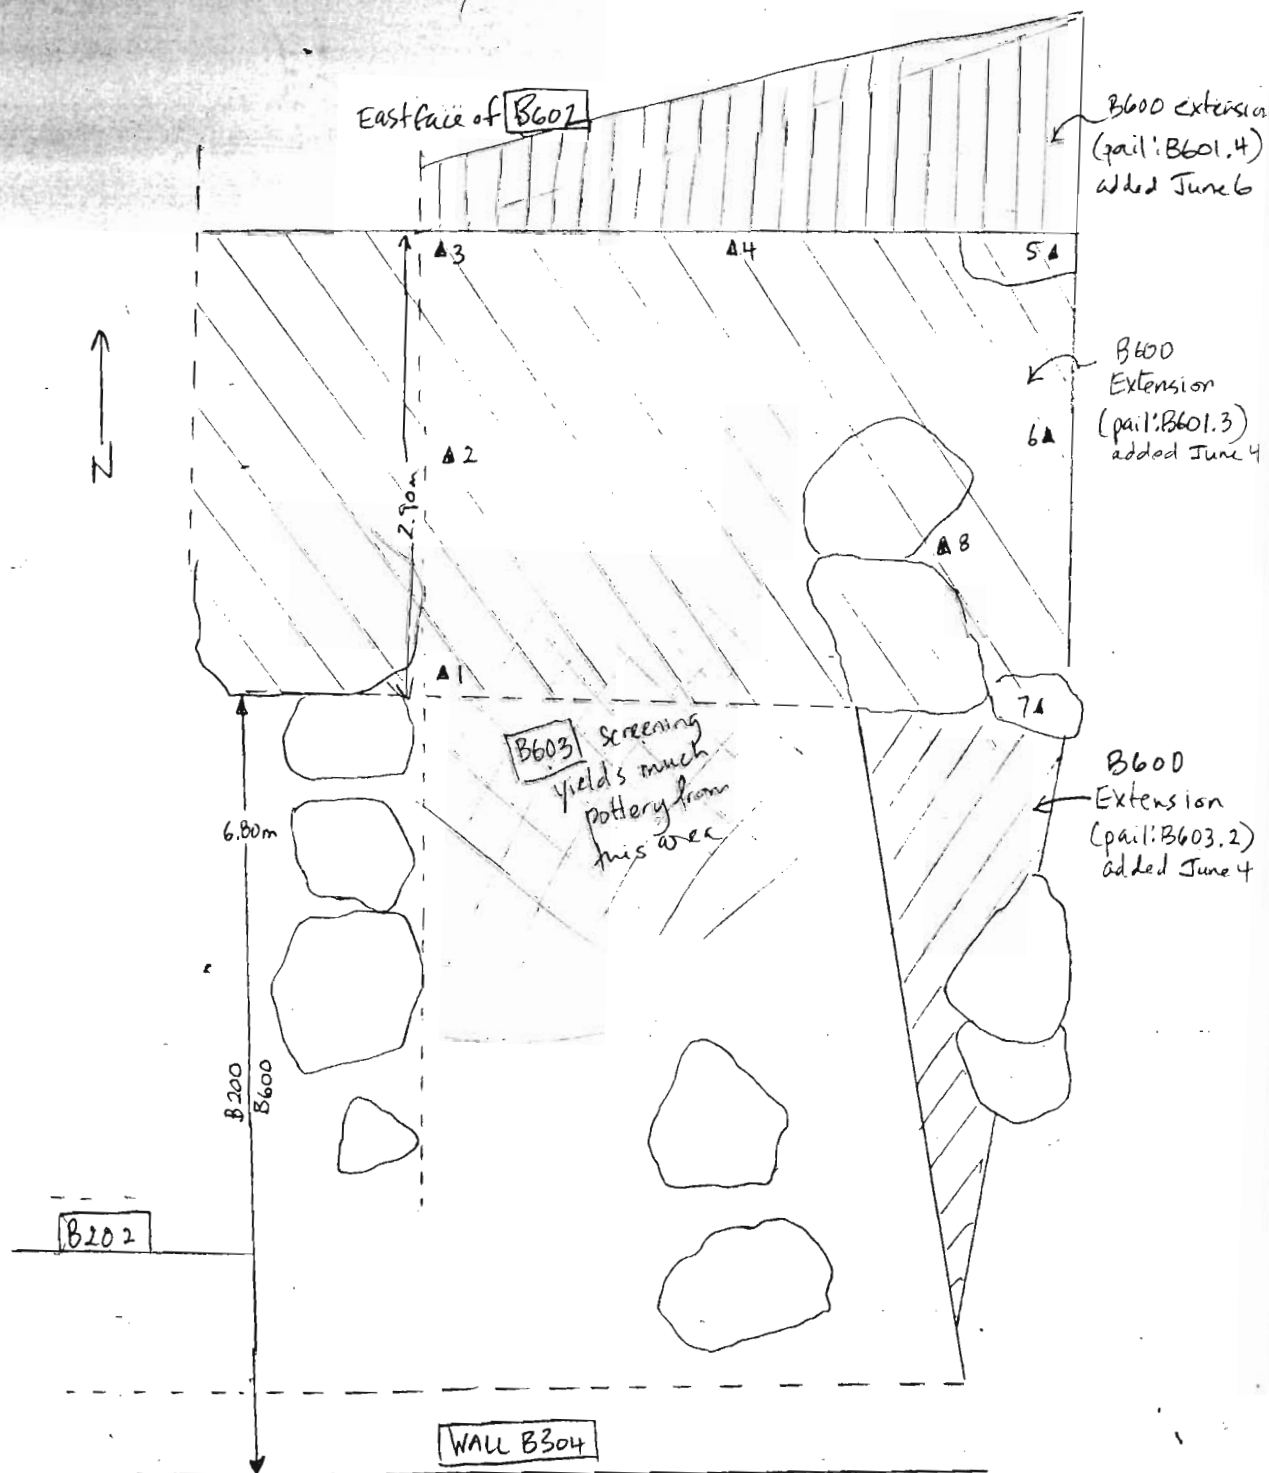 East face of B602
B600 extension
(pail:B601.4)
added June 6
3
4
5
B600
Extension
(pail:B601.3)
added June 4
N
2
6
2.90m
8
1
7
B603 screening
yields much
pottery from
this area
6.80m
B600
Extension
(pail:B603.2)
added June 4
B200
B600
B202
WALL B304